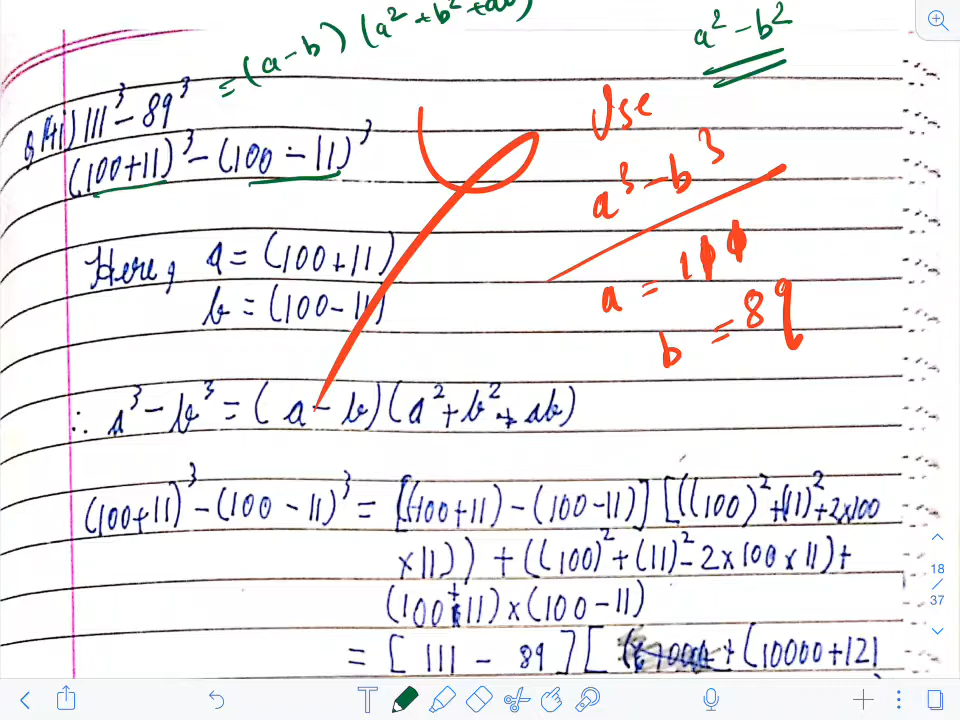 = (a-b) (a² + b² + ab)
a² - b²
111³ - 89³
(100+11)³ - (100-11)³
Use
a³ - b³
Here, a = (100+11)
b = (100-11)
a =
b = 89
∴ a³ - b³ = (a-b)(a²+b²+ab)
(100+11)³ - (100-11)³ = [(100+11) - (100-11)] [((100)² + (11)² + 2×100
×11)) + ((100)² + (11)² - 2×100×11) +
(100+11) × (100-11)
= [111 - 89] [ + (10000+121
18
/
37